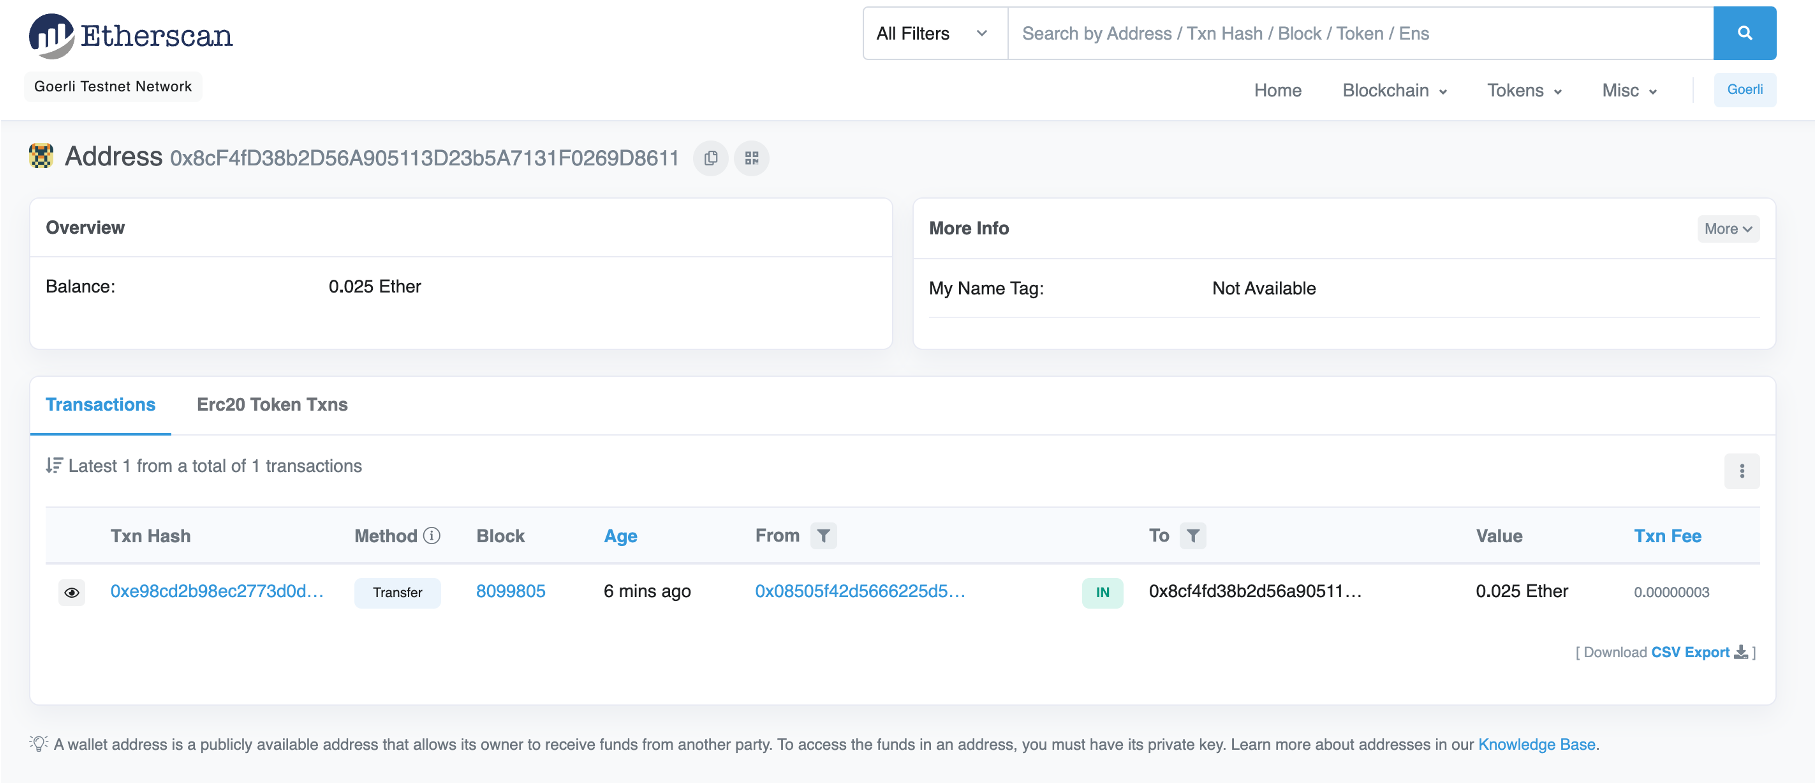 Etherscan
All Filters
Search by Address / Txn Hash / Block / Token / Ens
Goerli Testnet Network
Home Blockchain Tokens Misc Goerli
Address 0x8cF4fD38b2D56A905113D23b5A7131F0269D8611
Overview
Balance: 0.025 Ether
More Info More
My Name Tag: Not Available
Transactions Erc20 Token Txns
Latest 1 from a total of 1 transactions
Txn Hash Method Block Age From To Value Txn Fee
0xe98cd2b98ec2773d0d... Transfer 8099805 6 mins ago 0x08505f42d5666225d5... IN 0x8cf4fd38b2d56a90511... 0.025 Ether 0.00000003
[ Download CSV Export ]
A wallet address is a publicly available address that allows its owner to receive funds from another party. To access the funds in an address, you must have its private key. Learn more about addresses in our Knowledge Base.